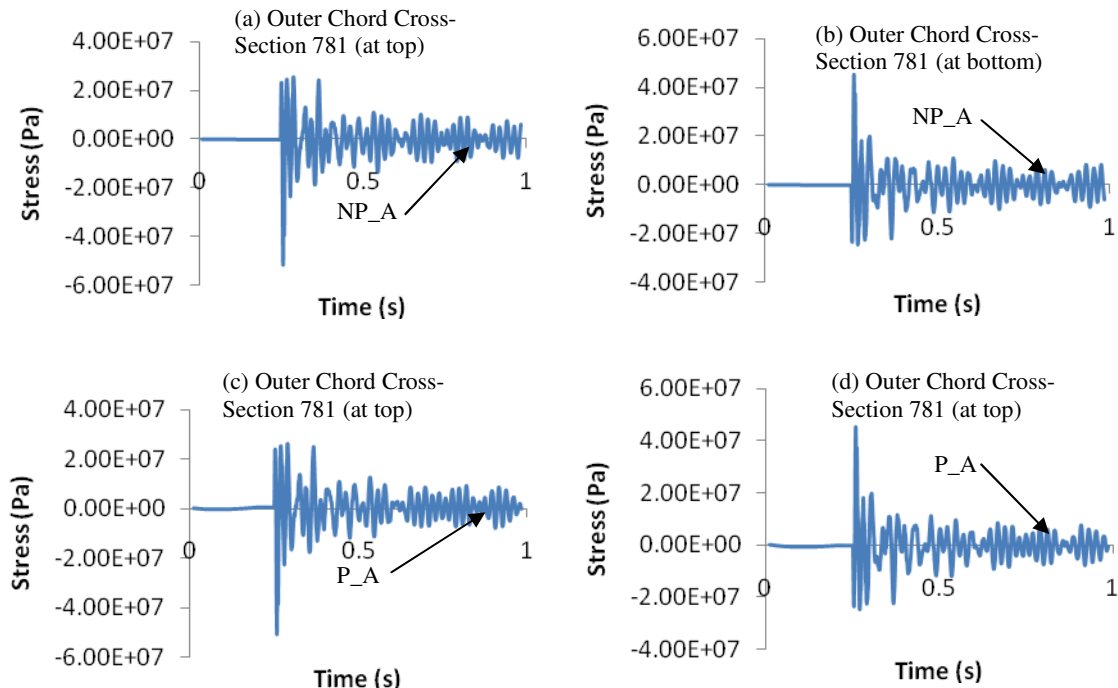 (a) Outer Chord Cross-
Section 781 (at top)
4.00E+07
2.00E+07
0.00E+00
-2.00E+07
-4.00E+07
-6.00E+07
Stress (Pa)
0
0.5
1
NP_A
Time (s)
(b) Outer Chord Cross-
Section 781 (at bottom)
6.00E+07
4.00E+07
2.00E+07
0.00E+00
-2.00E+07
-4.00E+07
Stress (Pa)
NP_A
0
0.5
1
Time (s)
(c) Outer Chord Cross-
Section 781 (at top)
4.00E+07
2.00E+07
0.00E+00
-2.00E+07
-4.00E+07
-6.00E+07
Stress (Pa)
0
0.5
1
P_A
Time (s)
(d) Outer Chord Cross-
Section 781 (at top)
6.00E+07
4.00E+07
2.00E+07
0.00E+00
-2.00E+07
-4.00E+07
Stress (Pa)
P_A
0
0.5
1
Time (s)